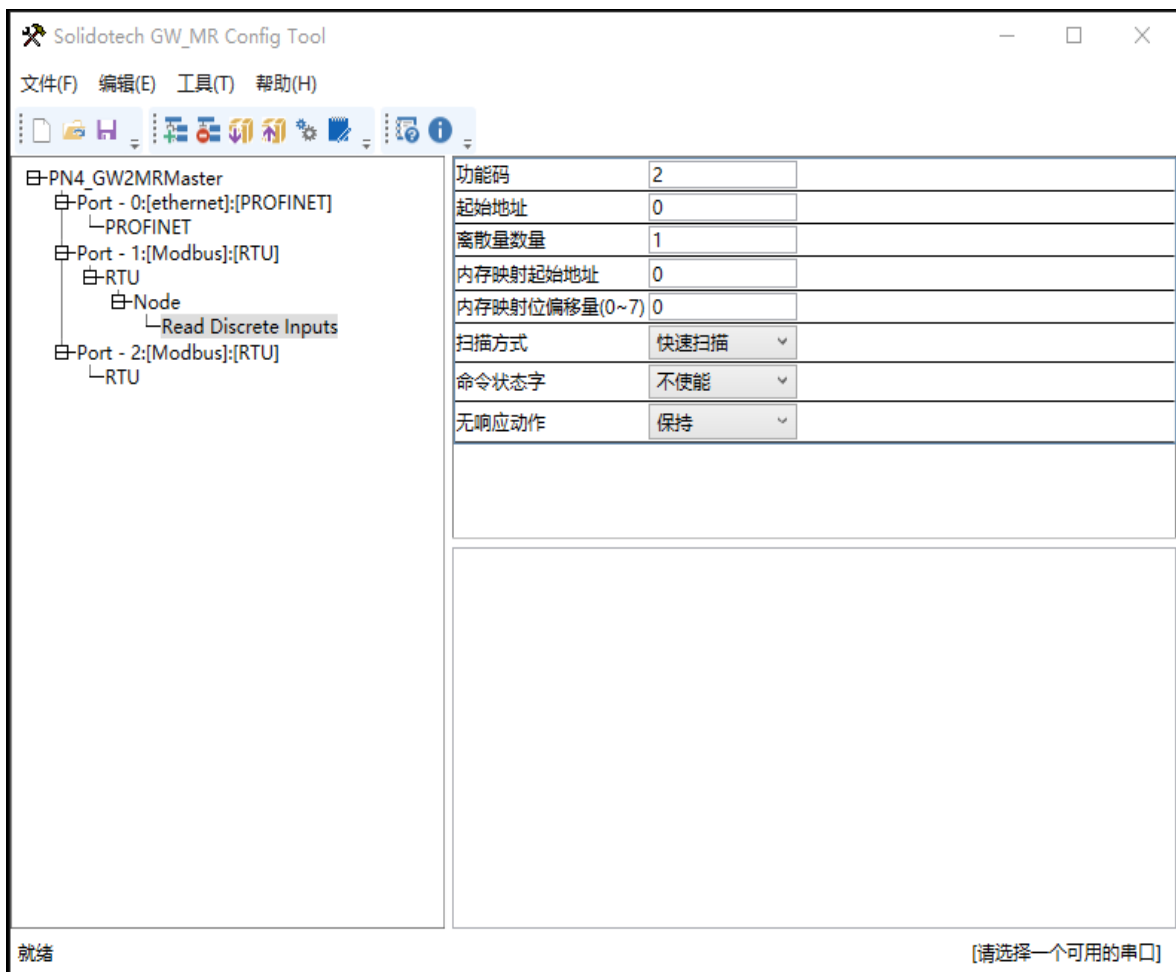 Solidotech GW_MR Config Tool
文件(F) 编辑(E) 工具(T) 帮助(H)
PN4_GW2MRMaster
Port - 0:[ethernet]:[PROFINET]
PROFINET
Port - 1:[Modbus]:[RTU]
RTU
Node
Read Discrete Inputs
Port - 2:[Modbus]:[RTU]
RTU
功能码 2
起始地址 0
离散量数量 1
内存映射起始地址 0
内存映射位偏移量(0~7) 0
扫描方式 快速扫描
命令状态字 不使能
无响应动作 保持
就绪 [请选择一个可用的串口]